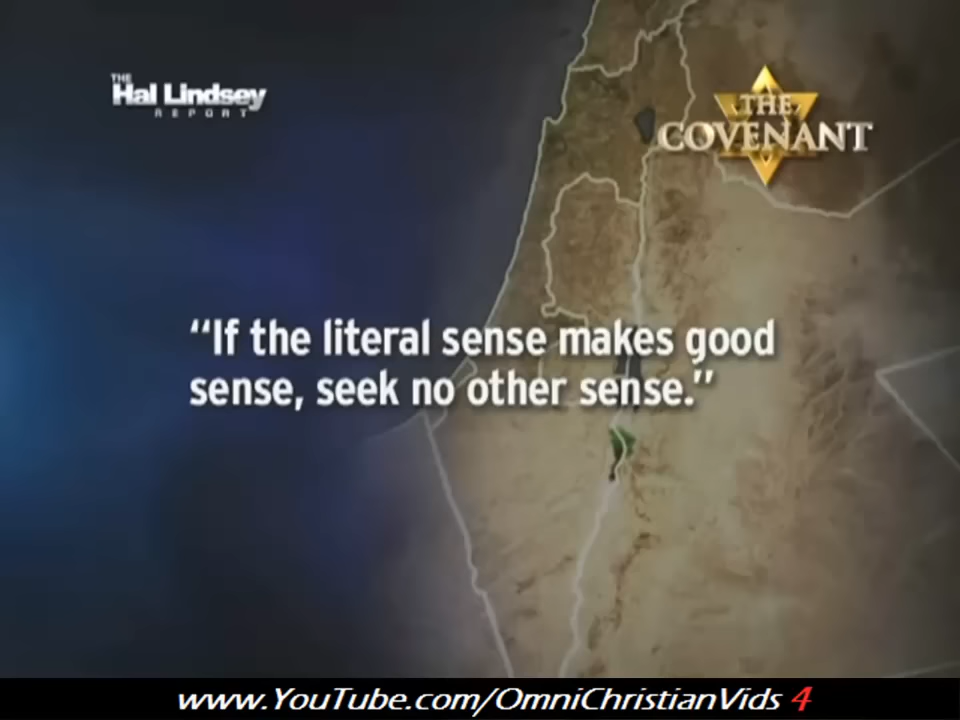 THE
Hal Lindsey
REPORT
THE
COVENANT
“If the literal sense makes good
sense, seek no other sense.”
www.YouTube.com/OmniChristianVids 4